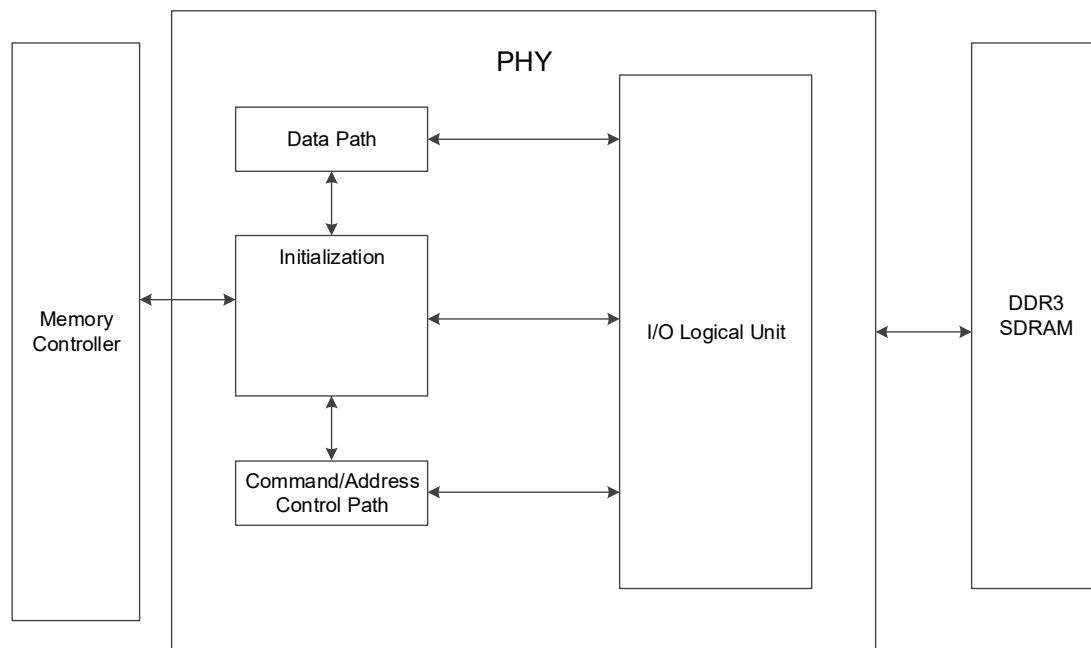 PHY
Data Path
Initialization
Memory
Controller
I/O Logical Unit
DDR3
SDRAM
Command/Address
Control Path